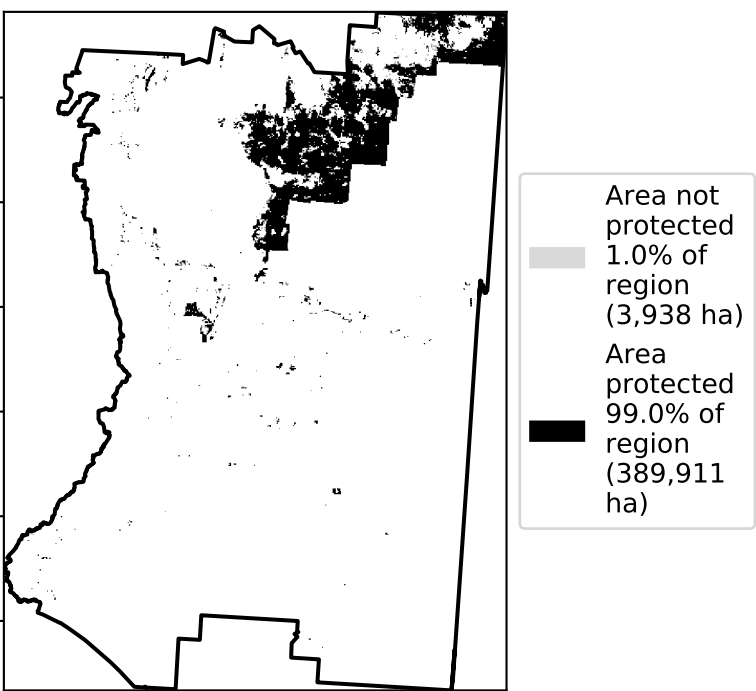 Area not
protected
1.0% of
region
(3,938 ha)
Area
protected
99.0% of
region
(389,911
ha)